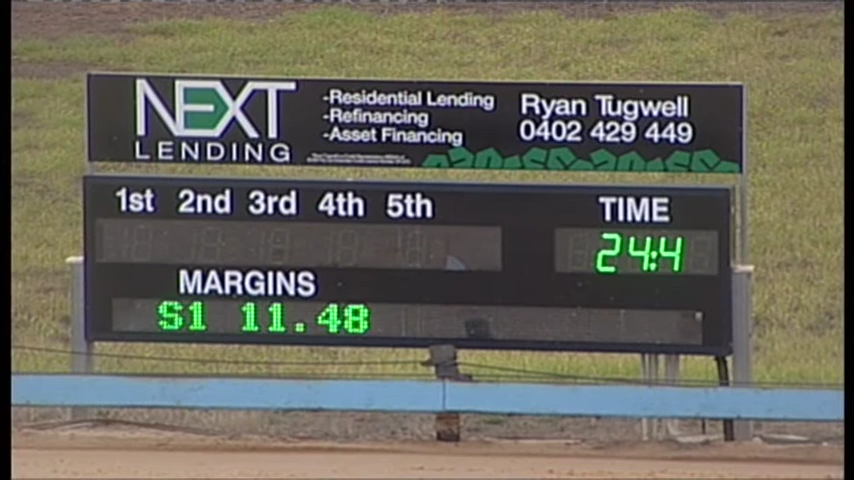 NEXT
LENDING
-Residential Lending
-Refinancing
-Asset Financing
Ryan Tugwell
0402 429 449
1st 2nd 3rd 4th 5th
TIME
24:4
MARGINS
S1 11.48